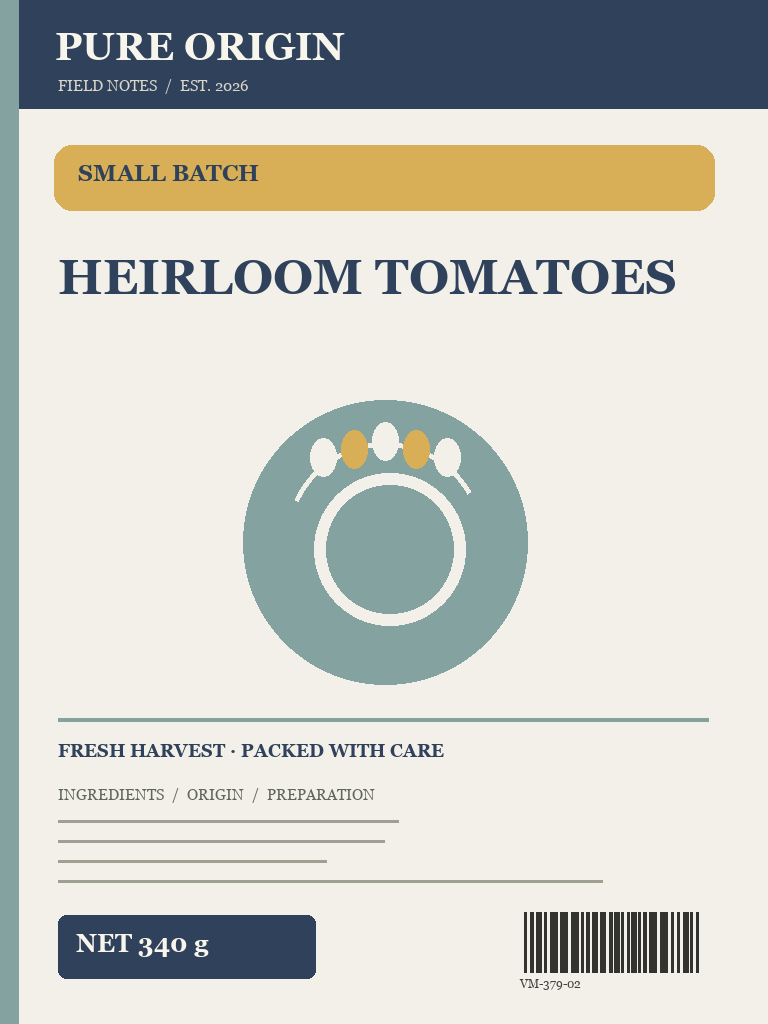 PURE ORIGIN
FIELD NOTES / EST. 2026
SMALL BATCH
HEIRLOOM TOMATOES
FRESH HARVEST · PACKED WITH CARE
INGREDIENTS / ORIGIN / PREPARATION
NET 340 g
VM-379-02